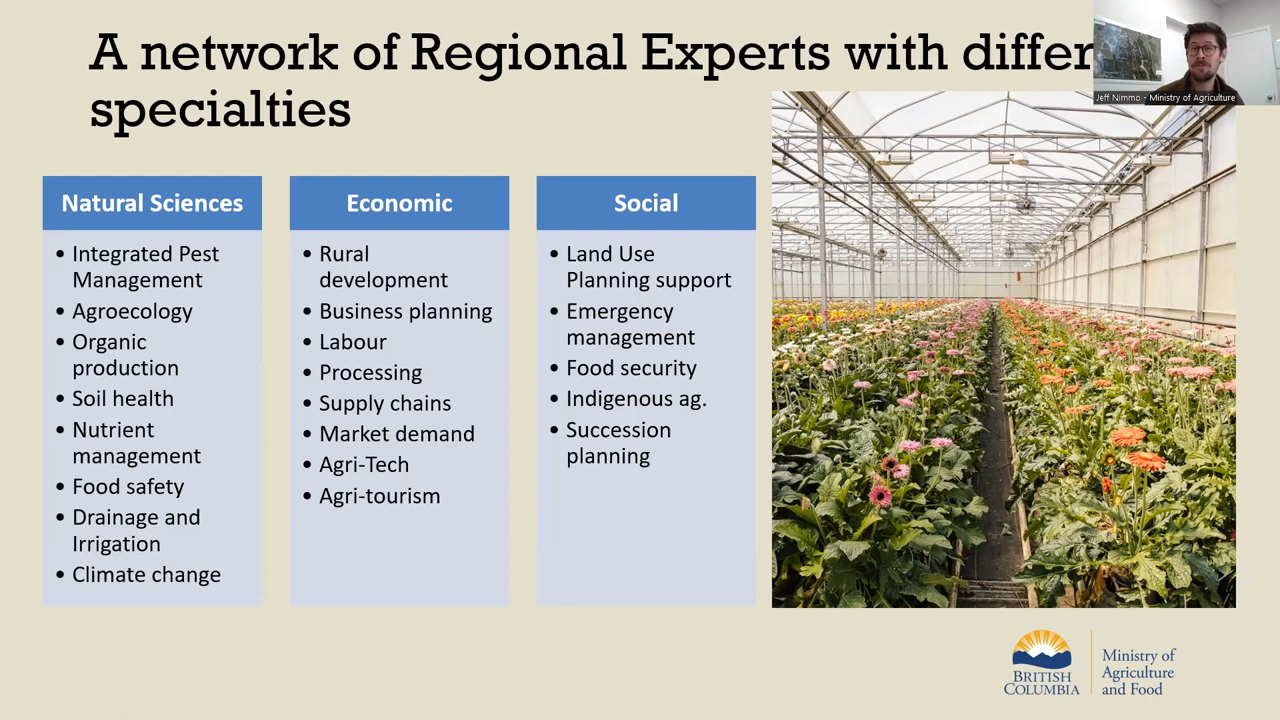 A network of Regional Experts with differ
specialties
Jeff Nimmo - Ministry of Agriculture
Natural Sciences
• Integrated Pest
Management
• Agroecology
• Organic
production
• Soil health
• Nutrient
management
• Food safety
• Drainage and
Irrigation
• Climate change
Economic
• Rural
development
• Business planning
• Labour
• Processing
• Supply chains
• Market demand
• Agri-Tech
• Agri-tourism
Social
• Land Use
Planning support
• Emergency
management
• Food security
• Indigenous ag.
• Succession
planning
BRITISH
COLUMBIA
Ministry of
Agriculture
and Food